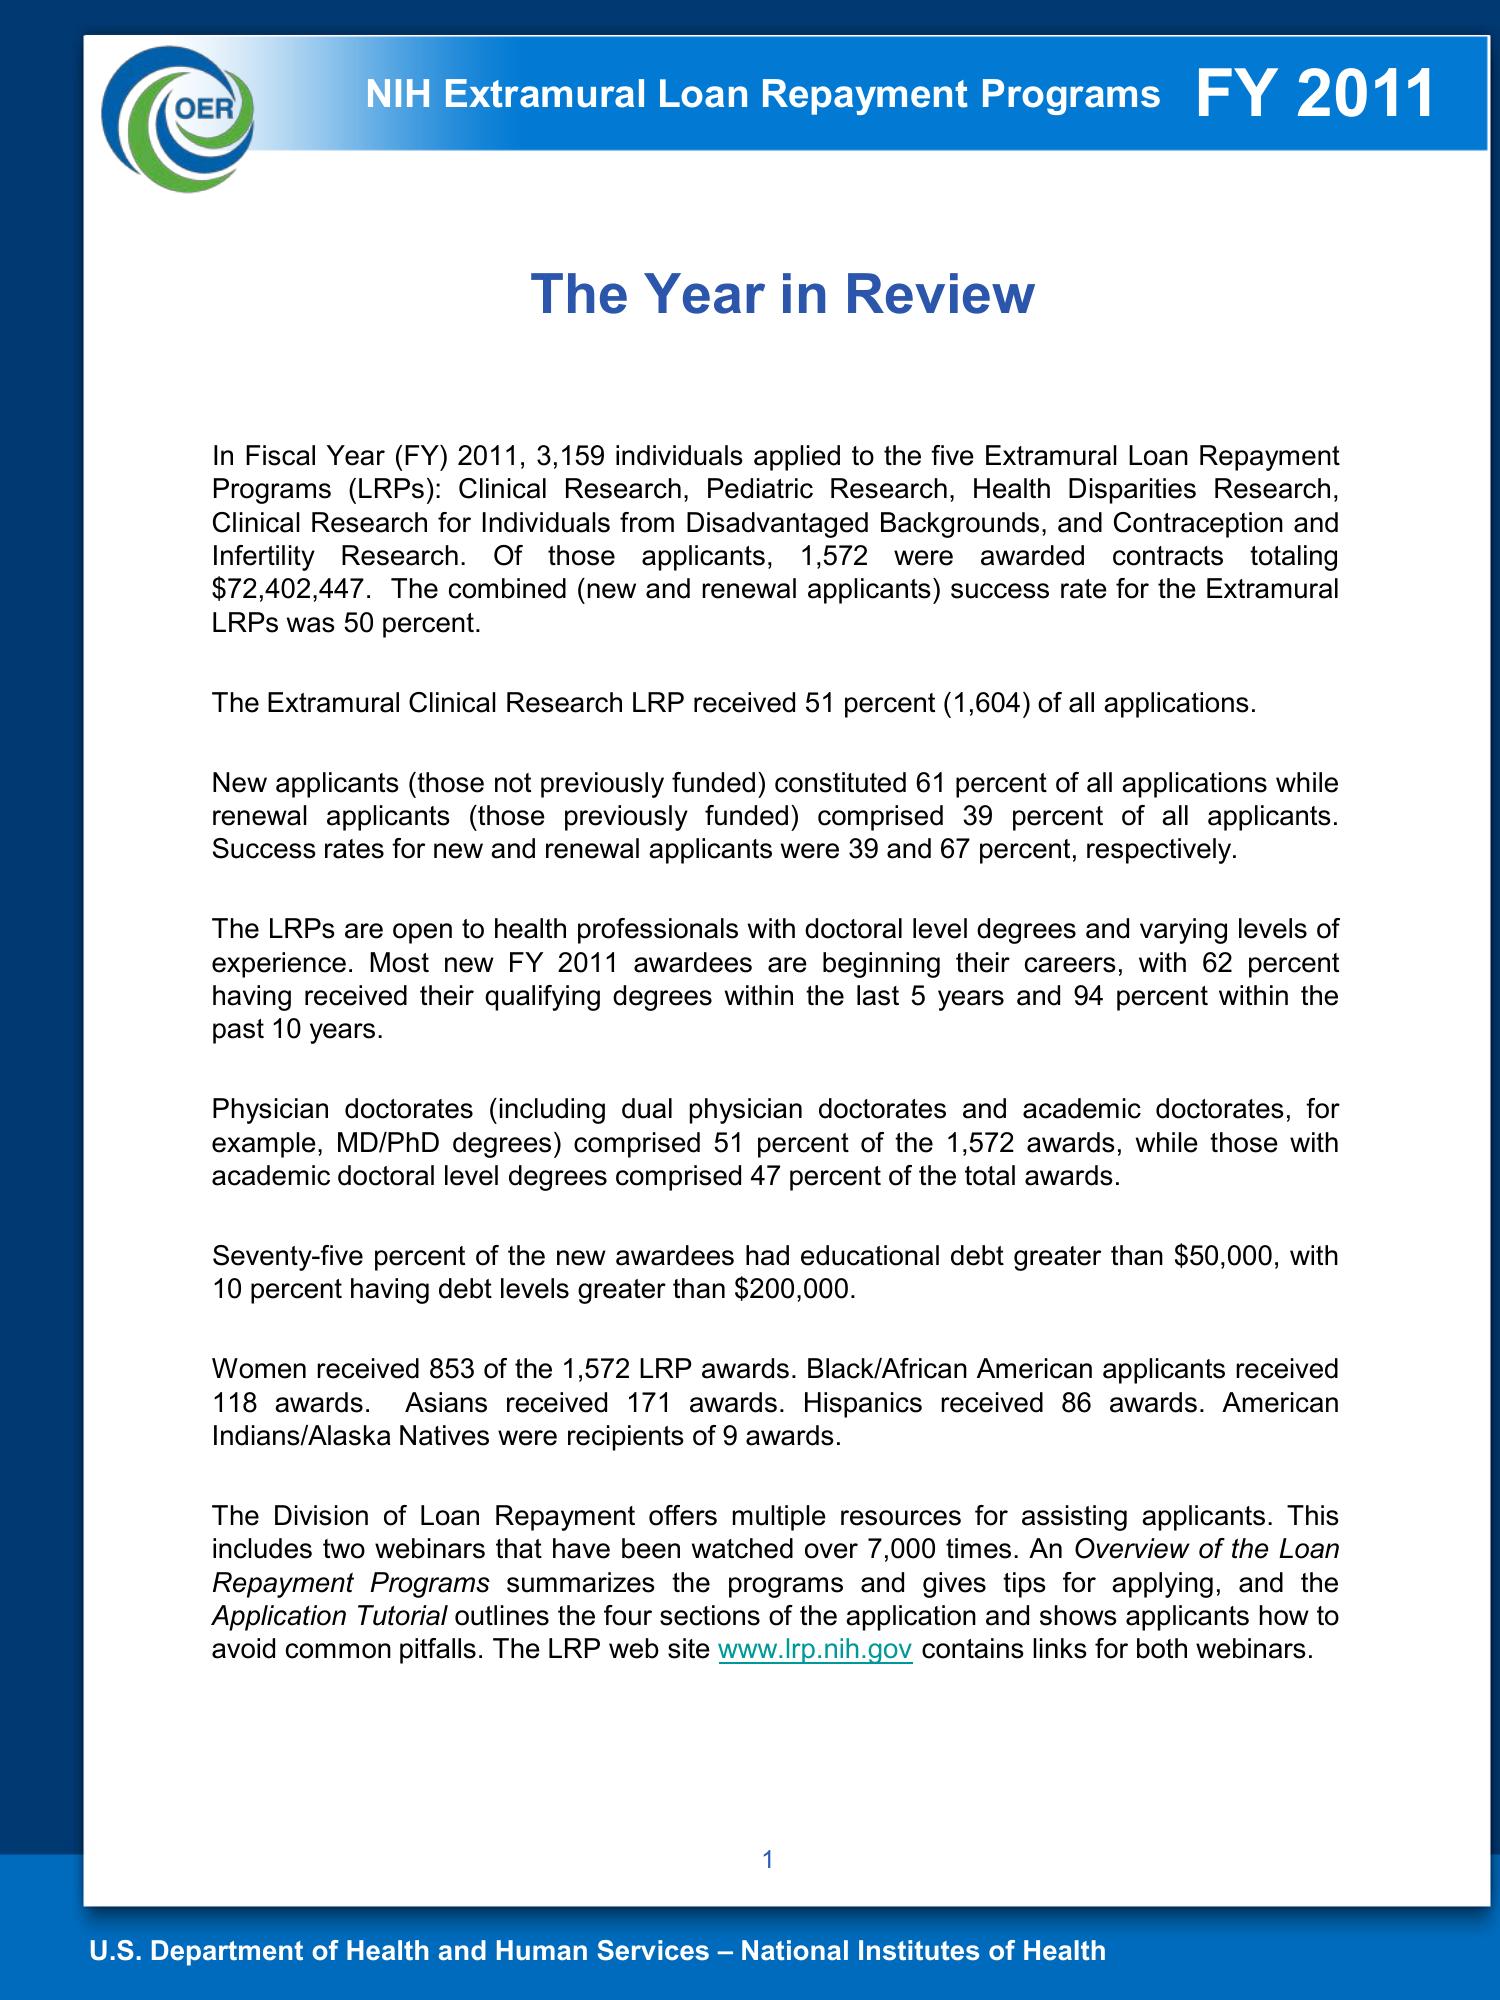 OER
NIH Extramural Loan Repayment Programs FY 2011
The Year in Review
In Fiscal Year (FY) 2011, 3,159 individuals applied to the five Extramural Loan Repayment
Programs (LRPs): Clinical Research, Pediatric Research, Health Disparities Research,
Clinical Research for Individuals from Disadvantaged Backgrounds, and Contraception and
Infertility Research. Of those applicants, 1,572 were awarded contracts totaling
$72,402,447. The combined (new and renewal applicants) success rate for the Extramural
LRPs was 50 percent.
The Extramural Clinical Research LRP received 51 percent (1,604) of all applications.
New applicants (those not previously funded) constituted 61 percent of all applications while
renewal applicants (those previously funded) comprised 39 percent of all applicants.
Success rates for new and renewal applicants were 39 and 67 percent, respectively.
The LRPs are open to health professionals with doctoral level degrees and varying levels of
experience. Most new FY 2011 awardees are beginning their careers, with 62 percent
having received their qualifying degrees within the last 5 years and 94 percent within the
past 10 years.
Physician doctorates (including dual physician doctorates and academic doctorates, for
example, MD/PhD degrees) comprised 51 percent of the 1,572 awards, while those with
academic doctoral level degrees comprised 47 percent of the total awards.
Seventy-five percent of the new awardees had educational debt greater than $50,000, with
10 percent having debt levels greater than $200,000.
Women received 853 of the 1,572 LRP awards. Black/African American applicants received
118 awards. Asians received 171 awards. Hispanics received 86 awards. American
Indians/Alaska Natives were recipients of 9 awards.
The Division of Loan Repayment offers multiple resources for assisting applicants. This
includes two webinars that have been watched over 7,000 times. An Overview of the Loan
Repayment Programs summarizes the programs and gives tips for applying, and the
Application Tutorial outlines the four sections of the application and shows applicants how to
avoid common pitfalls. The LRP web site www.lrp.nih.gov contains links for both webinars.
1
U.S. Department of Health and Human Services – National Institutes of Health